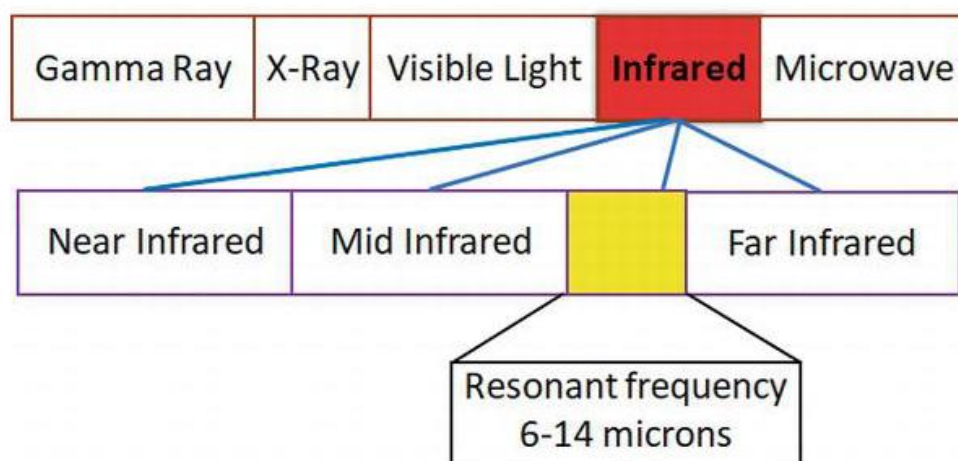 Gamma Ray X-Ray Visible Light Infrared Microwave
Near Infrared Mid Infrared Far Infrared
Resonant frequency
6-14 microns